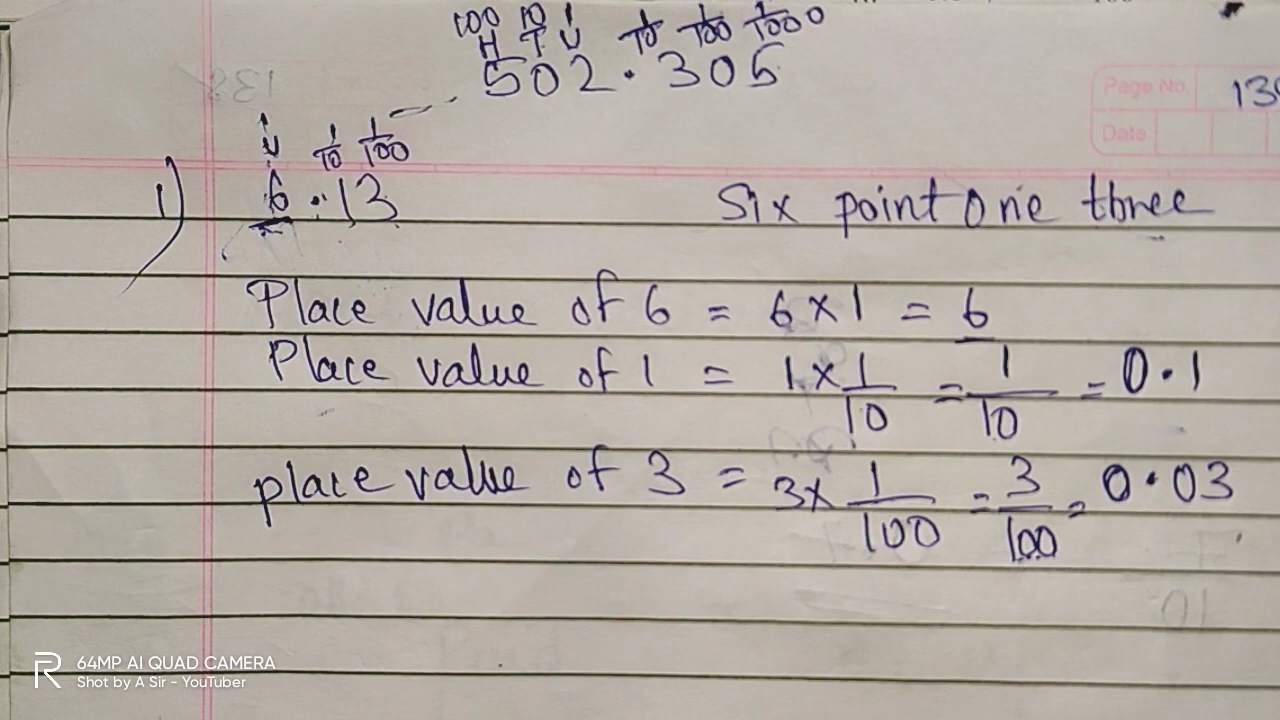 100 10 1 1/10 1/100 1/1000
H T U
502.305
Page No. 13
Date
U 1/10 1/100
1) 6.13 Six point One three
Place value of 6 = 6 x 1 = 6
Place value of 1 = 1 x 1/10 = 1/10 = 0.1
place value of 3 = 3x 1/100 = 3/100 = 0.03
64MP AI QUAD CAMERA
Shot by A Sir - YouTuber